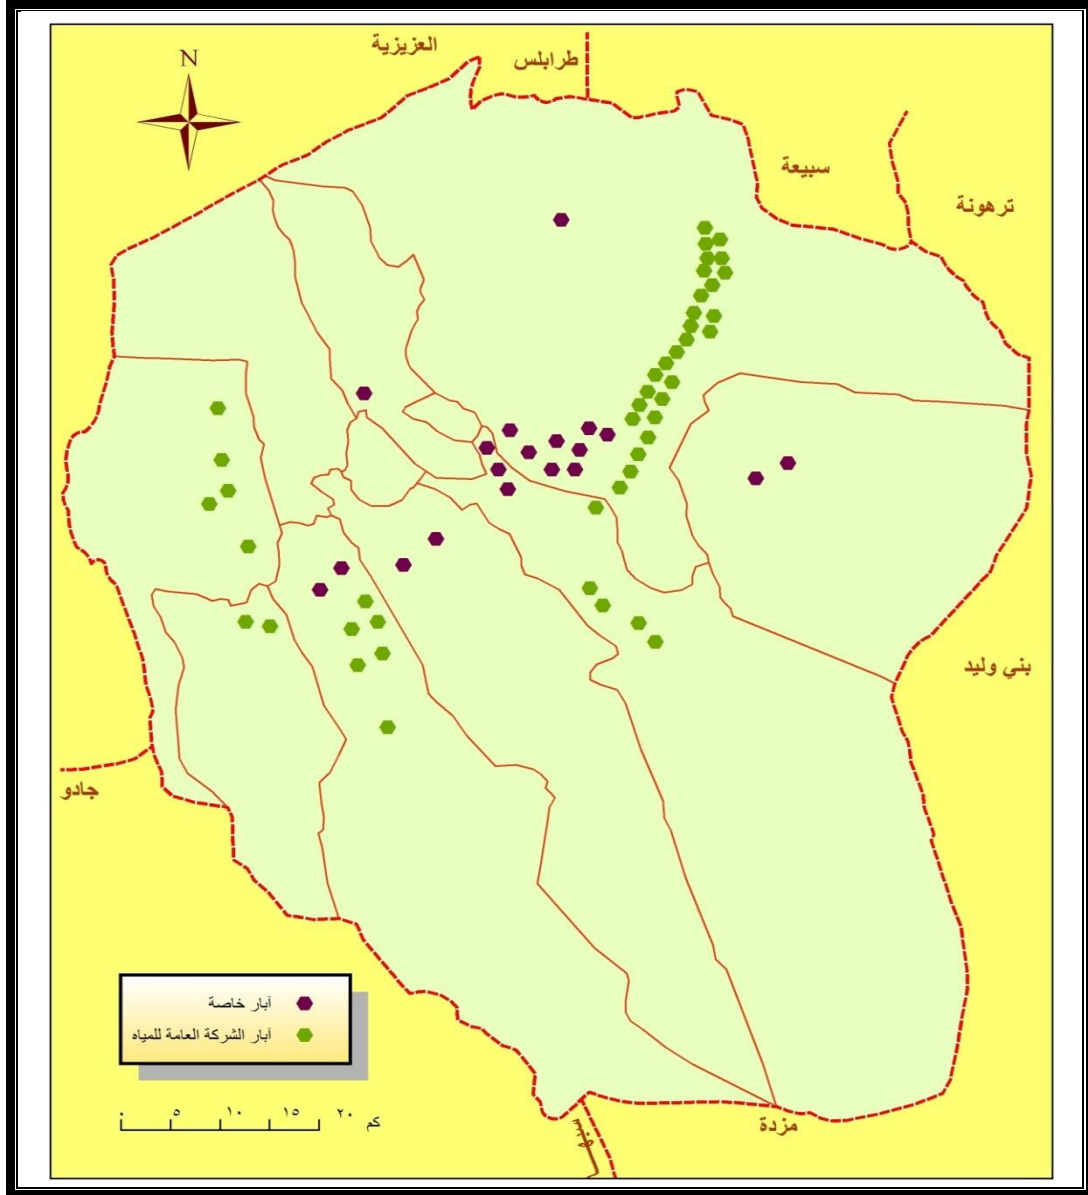 العزيزية
طرابلس
N
سبيعة
ترهونة
بني وليد
جادو
آبار خاصة
آبار الشركة العامة للمياه
٠ ٥ ١٠ ١٥ ٢٠ كم
مزدة
سبها